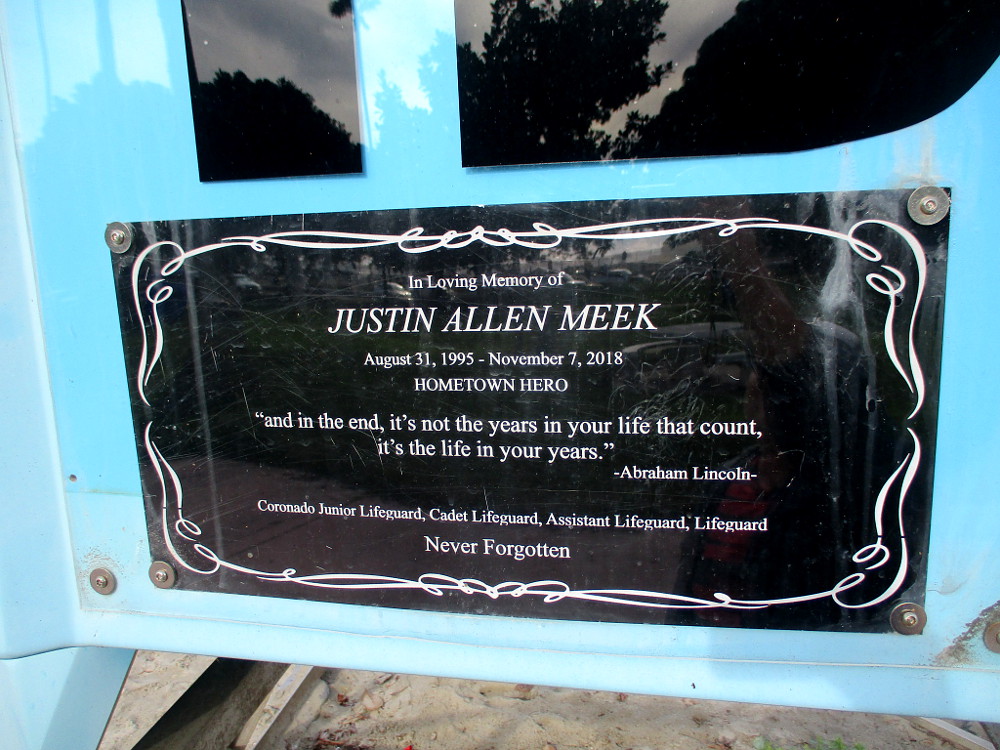 In Loving Memory of
JUSTIN ALLEN MEEK
August 31, 1995 - November 7, 2018
HOMETOWN HERO
“and in the end, it’s not the years in your life that count,
it’s the life in your years.”
-Abraham Lincoln-
Coronado Junior Lifeguard, Cadet Lifeguard, Assistant Lifeguard, Lifeguard
Never Forgotten